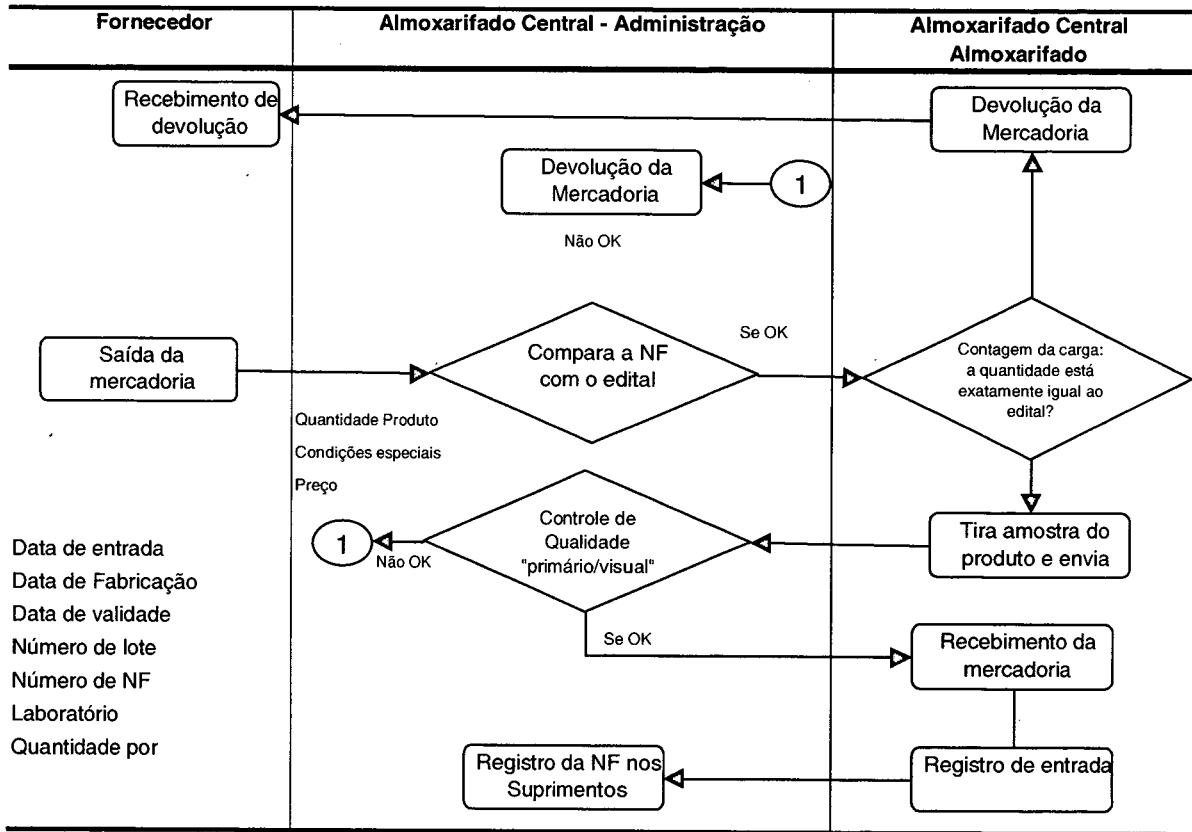 Fornecedor
Almoxarifado Central - Administração
Almoxarifado Central
Almoxarifado
Recebimento de
devolução
Devolução da
Mercadoria
Devolução da
Mercadoria
1
Não OK
Saída da
mercadoria
Compara a NF
com o edital
Se OK
Contagem da carga:
a quantidade está
exatamente igual ao
edital?
Quantidade Produto
Condições especiais
Preço
1
Não OK
Controle de
Qualidade
"primário/visual"
Tira amostra do
produto e envia
Data de entrada
Data de Fabricação
Data de validade
Número de lote
Número de NF
Laboratório
Quantidade por
Se OK
Recebimento da
mercadoria
Registro da NF nos
Suprimentos
Registro de entrada